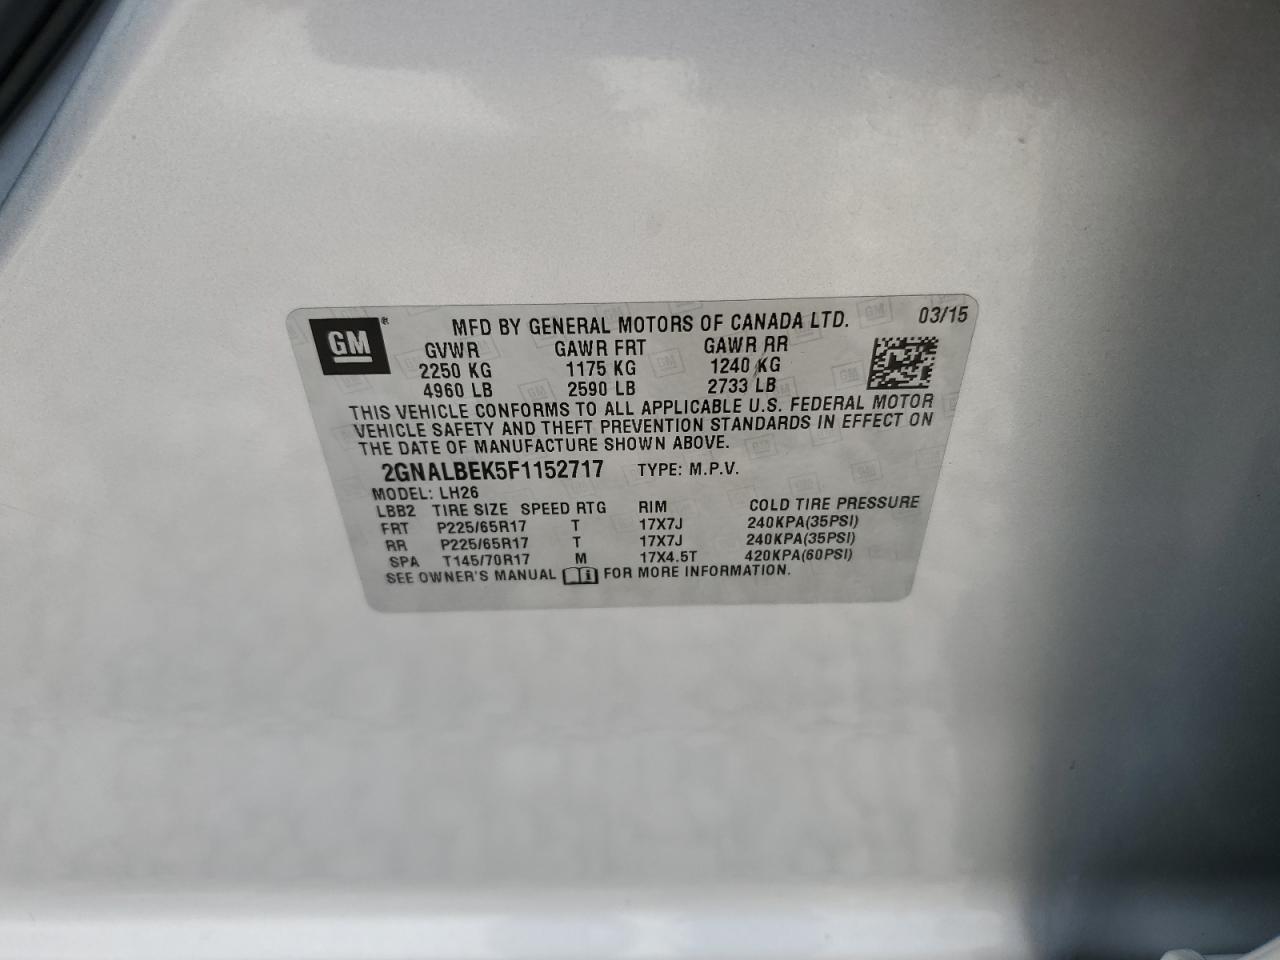 GM®
MFD BY GENERAL MOTORS OF CANADA LTD. 03/15
GVWR GAWR FRT GAWR RR
2250 KG 1175 KG 1240 KG
4960 LB 2590 LB 2733 LB
THIS VEHICLE CONFORMS TO ALL APPLICABLE U.S. FEDERAL MOTOR
VEHICLE SAFETY AND THEFT PREVENTION STANDARDS IN EFFECT ON
THE DATE OF MANUFACTURE SHOWN ABOVE.
2GNALBEK5F1152717 TYPE: M.P.V.
MODEL: LH26
LBB2 TIRE SIZE SPEED RTG RIM COLD TIRE PRESSURE
FRT P225/65R17 T 17X7J 240KPA(35PSI)
RR P225/65R17 T 17X7J 240KPA(35PSI)
SPA T145/70R17 M 17X4.5T 420KPA(60PSI)
SEE OWNER'S MANUAL i FOR MORE INFORMATION.